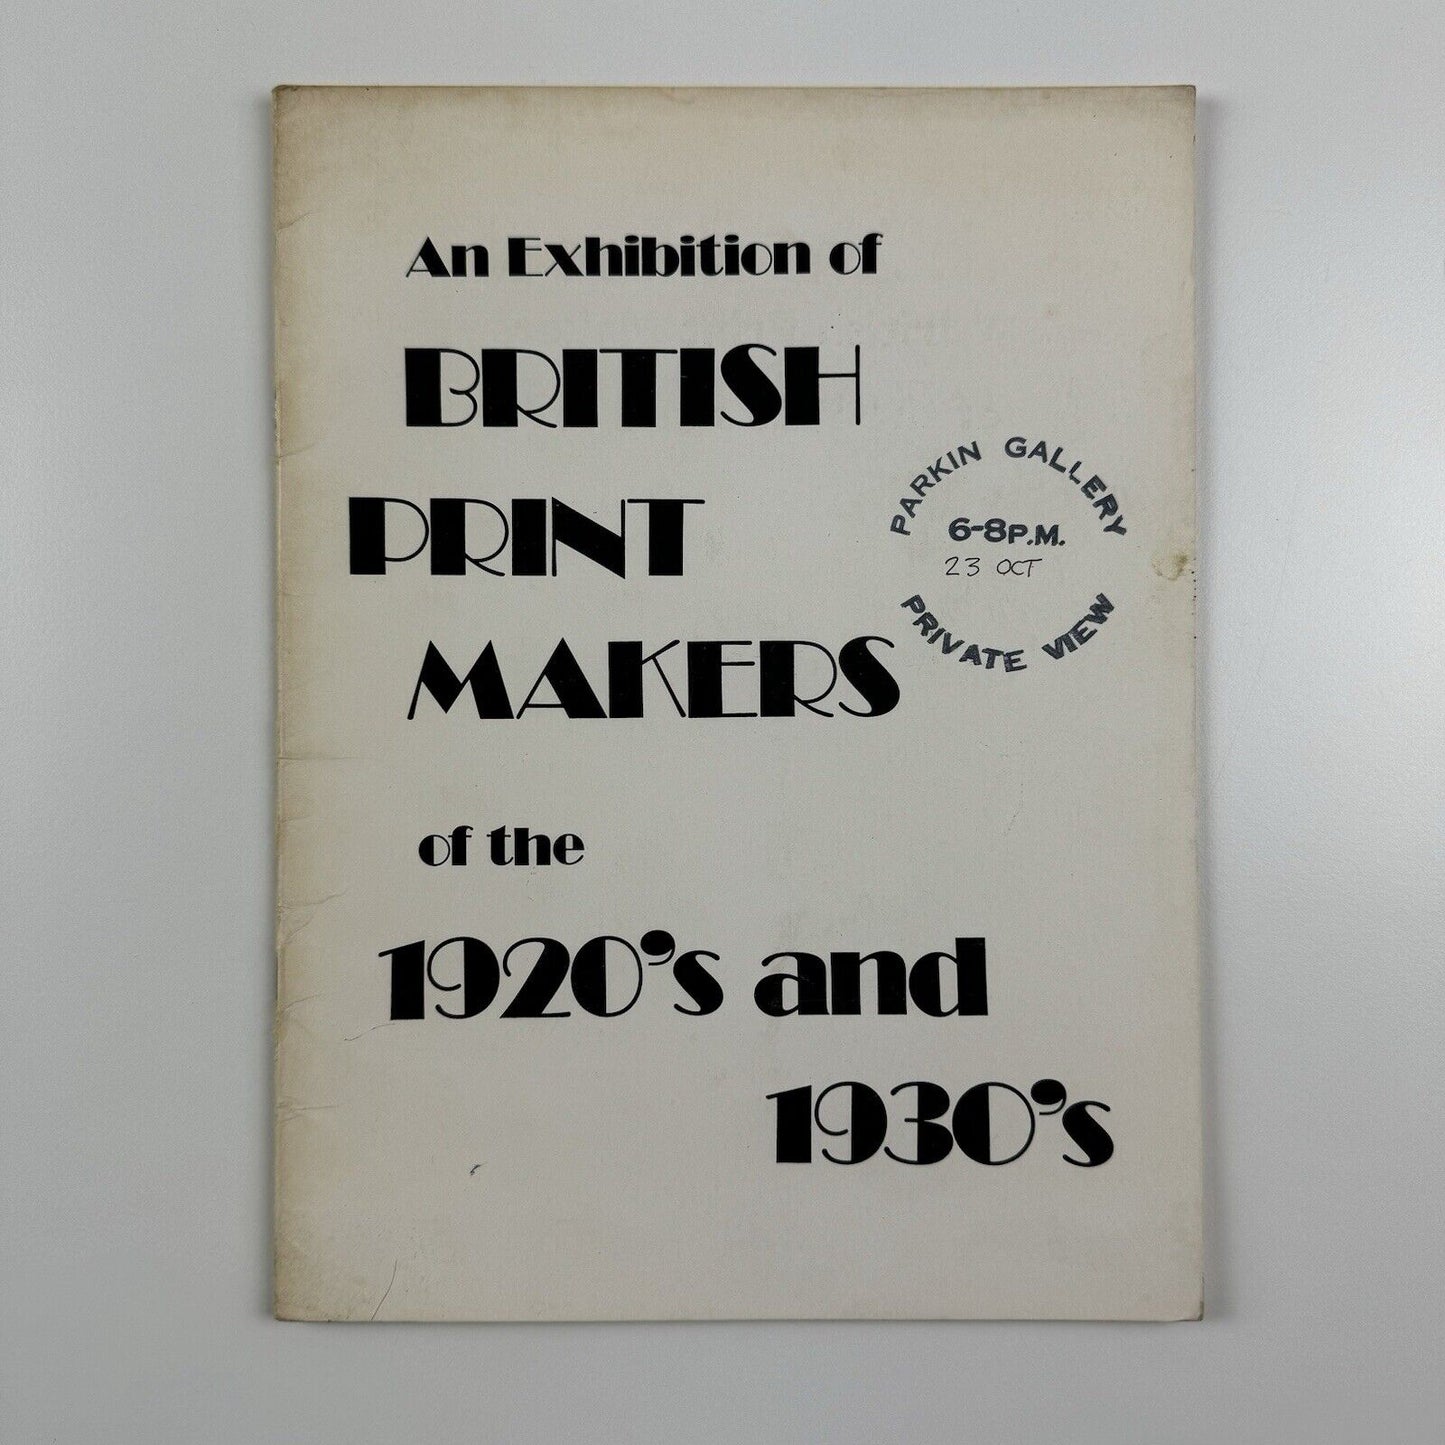 An Exhibition of
BRITISH
PRINT
MAKERS
of the
1920's and
1930's
PARKIN GALLERY
6-8P.M.
23 OCT
PRIVATE VIEW